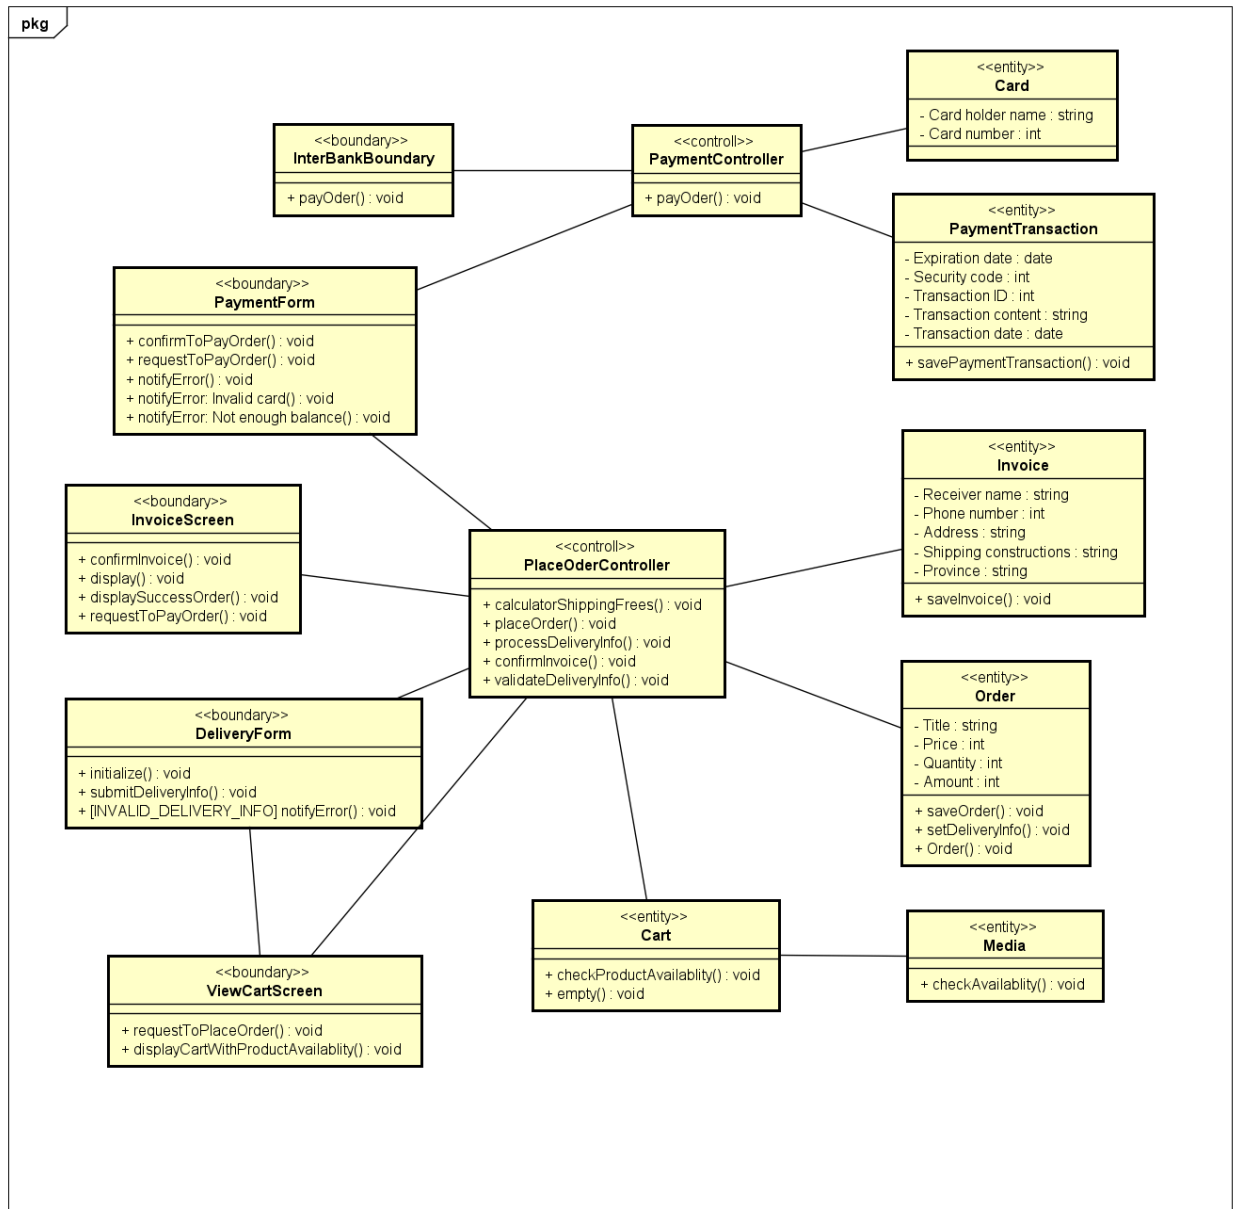 pkg
<<entity>>
Card
- Card holder name : string
- Card number : int
<<boundary>>
InterBankBoundary
+ payOder() : void
<<controll>>
PaymentController
+ payOder() : void
<<entity>>
PaymentTransaction
- Expiration date : date
- Security code : int
- Transaction ID : int
- Transaction content : string
- Transaction date : date
+ savePaymentTransaction() : void
<<boundary>>
PaymentForm
+ confirmToPayOrder() : void
+ requestToPayOrder() : void
+ notifyError() : void
+ notifyError: Invalid card() : void
+ notifyError: Not enough balance() : void
<<entity>>
Invoice
- Receiver name : string
- Phone number : int
- Address : string
- Shipping constructions : string
- Province : string
+ saveInvoice() : void
<<boundary>>
InvoiceScreen
+ confirmInvoice() : void
+ display() : void
+ displaySuccessOrder() : void
+ requestToPayOrder() : void
<<controll>>
PlaceOderController
+ calculatorShippingFrees() : void
+ placeOrder() : void
+ processDeliveryInfo() : void
+ confirmInvoice() : void
+ validateDeliveryInfo() : void
<<entity>>
Order
- Title : string
- Price : int
- Quantity : int
- Amount : int
+ saveOrder() : void
+ setDeliveryInfo() : void
+ Order() : void
<<boundary>>
DeliveryForm
+ initialize() : void
+ submitDeliveryInfo() : void
+ [INVALID_DELIVERY_INFO] notifyError() : void
<<entity>>
Cart
+ checkProductAvailablity() : void
+ empty() : void
<<entity>>
Media
+ checkAvailablity() : void
<<boundary>>
ViewCartScreen
+ requestToPlaceOrder() : void
+ displayCartWithProductAvailablity() : void